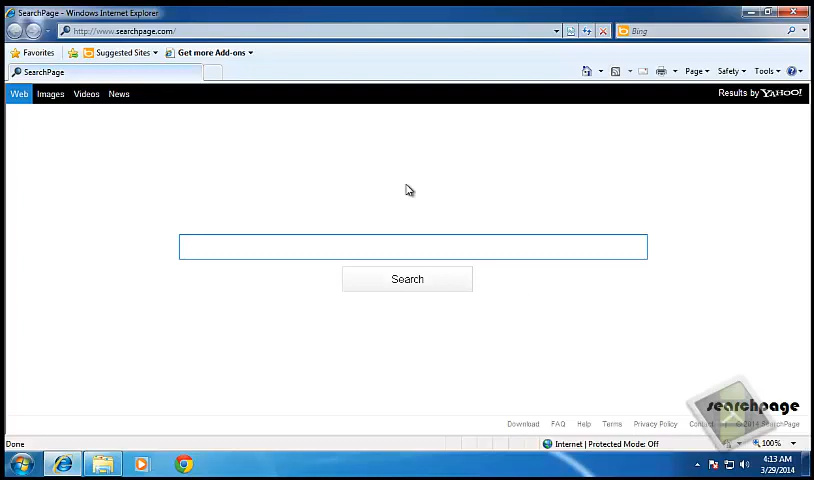 SearchPage - Windows Internet Explorer
http://www.searchpage.com/
Bing
Favorites
Suggested Sites
Get more Add-ons
SearchPage
Page
Safety
Tools
Web Images Videos News
Results by YAHOO!
Search
searchpage
Download FAQ Help Terms Privacy Policy
© 2014 SearchPage
Done
Internet | Protected Mode: Off
100%
4:13 AM
3/29/2014